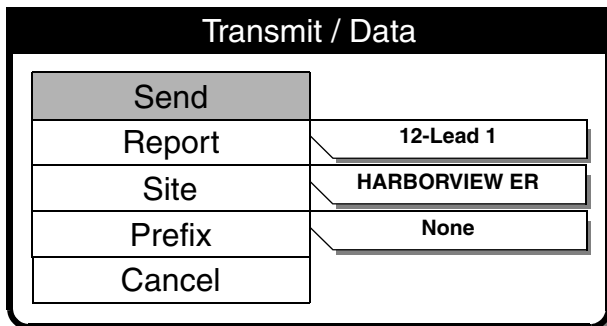 Transmit / Data
Send
Report 12-Lead 1
Site HARBORVIEW ER
Prefix None
Cancel